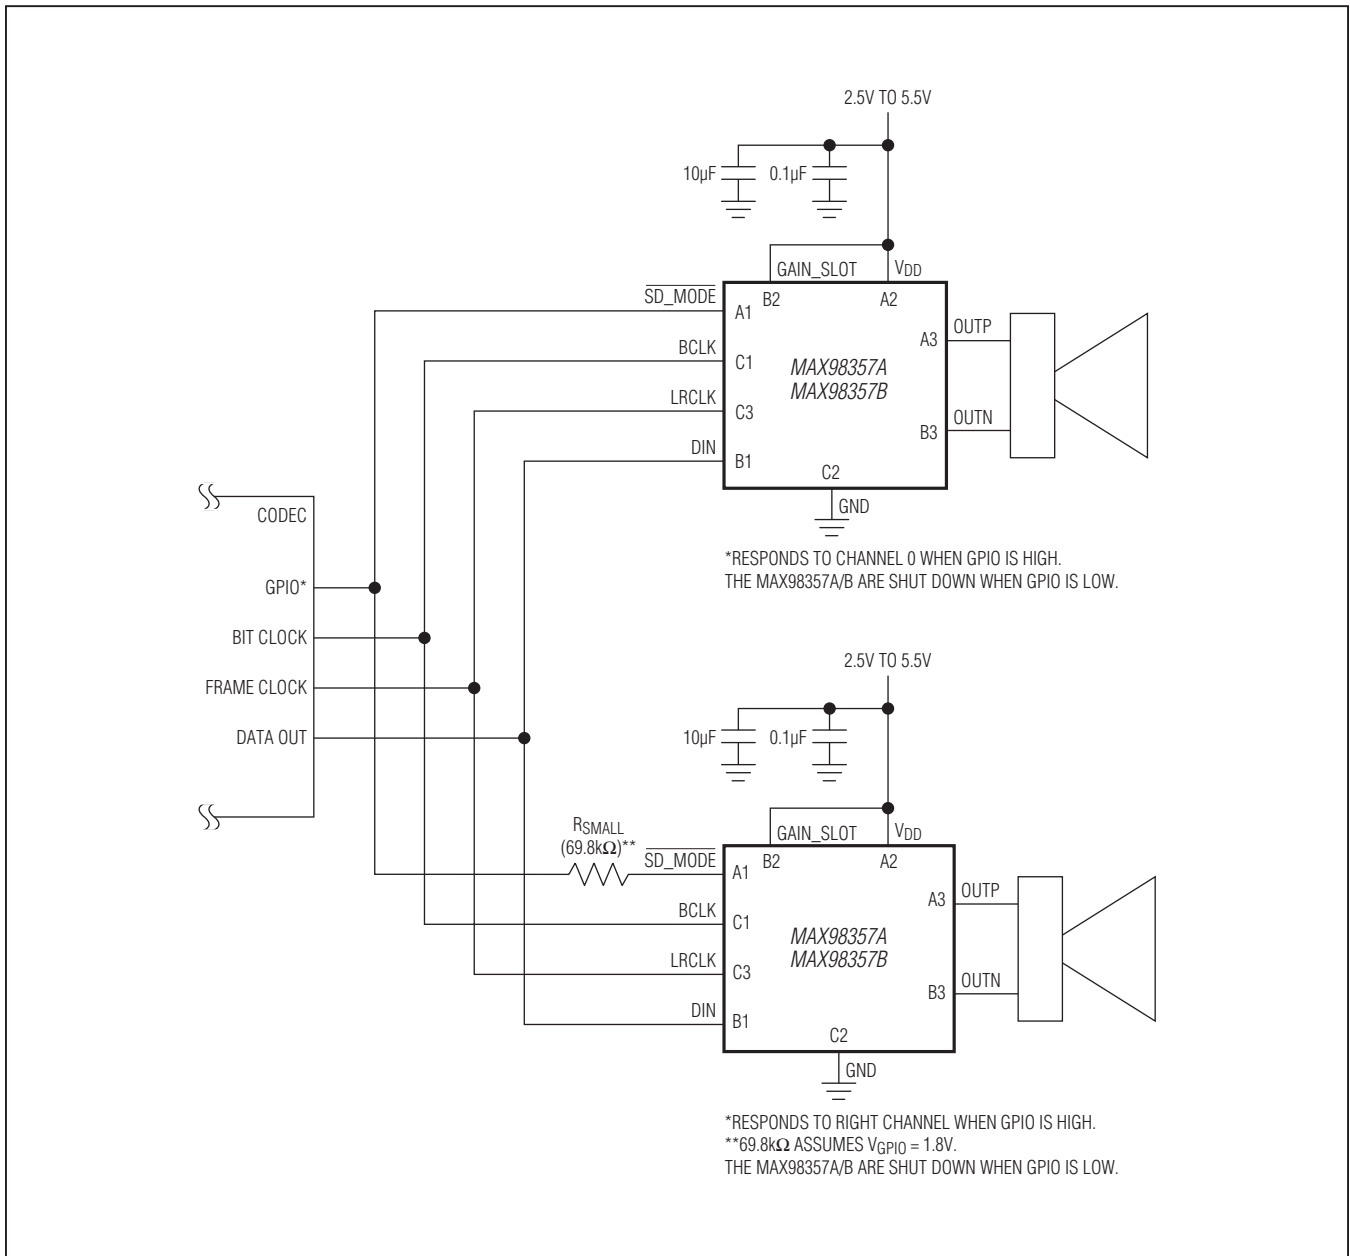 2.5V TO 5.5V
10µF
0.1µF
GAIN_SLOT
VDD
SD_MODE
B2
A2
A1
OUTP
A3
BCLK
C1
MAX98357A
MAX98357B
LRCLK
C3
OUTN
B3
DIN
B1
C2
GND
*RESPONDS TO CHANNEL 0 WHEN GPIO IS HIGH.
THE MAX98357A/B ARE SHUT DOWN WHEN GPIO IS LOW.
CODEC
GPIO*
BIT CLOCK
FRAME CLOCK
DATA OUT
2.5V TO 5.5V
10µF
0.1µF
GAIN_SLOT
VDD
RSMALL
(69.8kΩ)**
SD_MODE
B2
A2
A1
OUTP
A3
BCLK
C1
MAX98357A
MAX98357B
LRCLK
C3
OUTN
B3
DIN
B1
C2
GND
*RESPONDS TO RIGHT CHANNEL WHEN GPIO IS HIGH.
**69.8kΩ ASSUMES VGPIO = 1.8V.
THE MAX98357A/B ARE SHUT DOWN WHEN GPIO IS LOW.